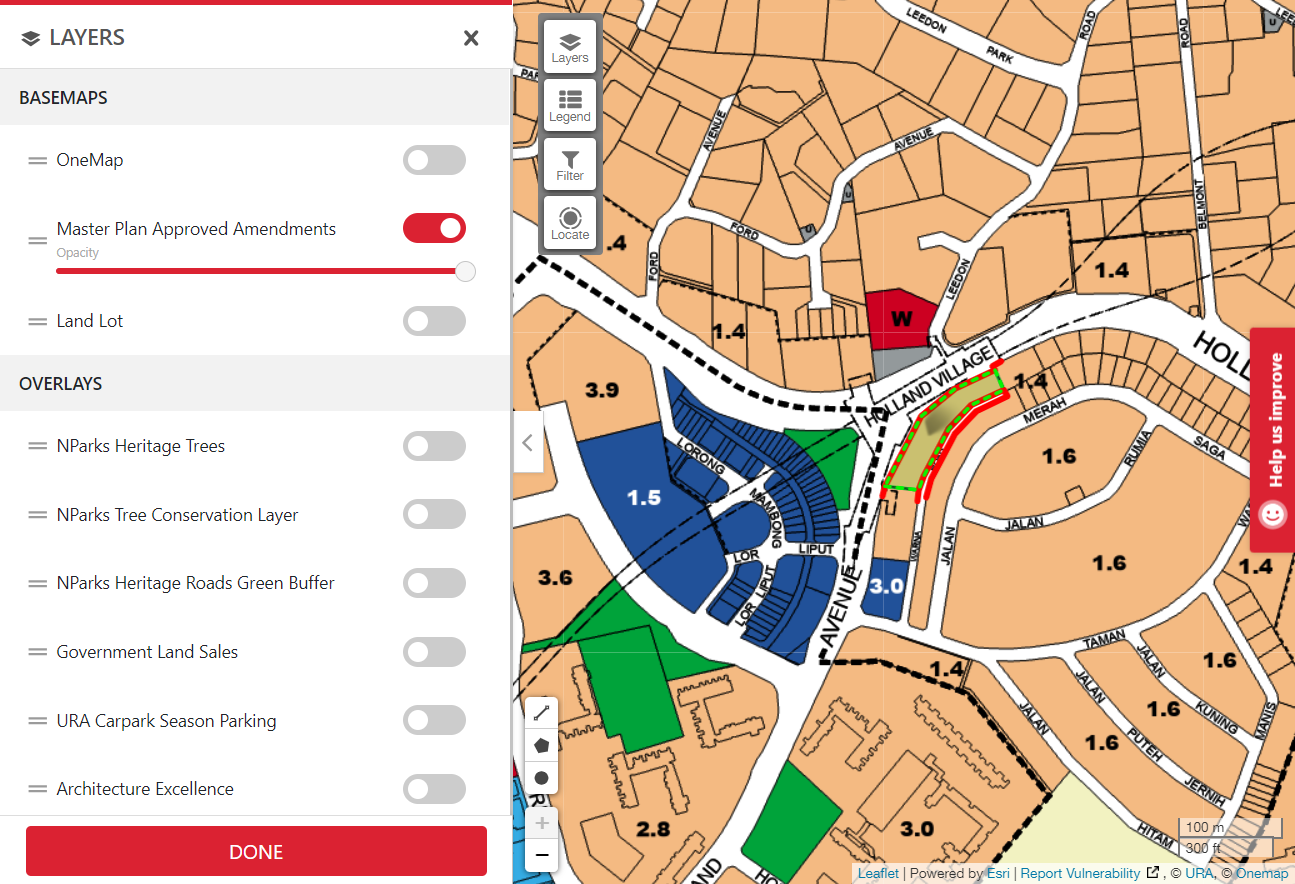 LAYERS
BASEMAPS
OneMap
Master Plan Approved Amendments
Opacity
Land Lot
OVERLAYS
NParks Heritage Trees
NParks Tree Conservation Layer
NParks Heritage Roads Green Buffer
Government Land Sales
URA Carpark Season Parking
Architecture Excellence
DONE
Layers
Legend
Filter
Locate
LEEDON
PARK
ROAD
ROAD
U
AVENUE
AVENUE
U
FORD
U
FORD
BELMONT
LEEDON
.4
1.4
1.4
W
HOLLAND VILLAGE
HOLL
1.4
3.9
MERAH
SAGA
RUMIA
1.6
LORONG
1.5
MAMBONG
JALAN
JALAN
WARNA
LIPUT
LOR
LIPUT
LOR
3.6
AVENUE
3.0
1.6
1.4
TAMAN
1.4
JALAN
1.6
JALAN
KUNING
MANIS
1.6
JALAN
1.6
PUTEH
JERNIH
HITAM
2.8
3.0
Help us improve
100 m
300 ft
+
−
Leaflet | Powered by Esri | Report Vulnerability , © URA, © Onemap